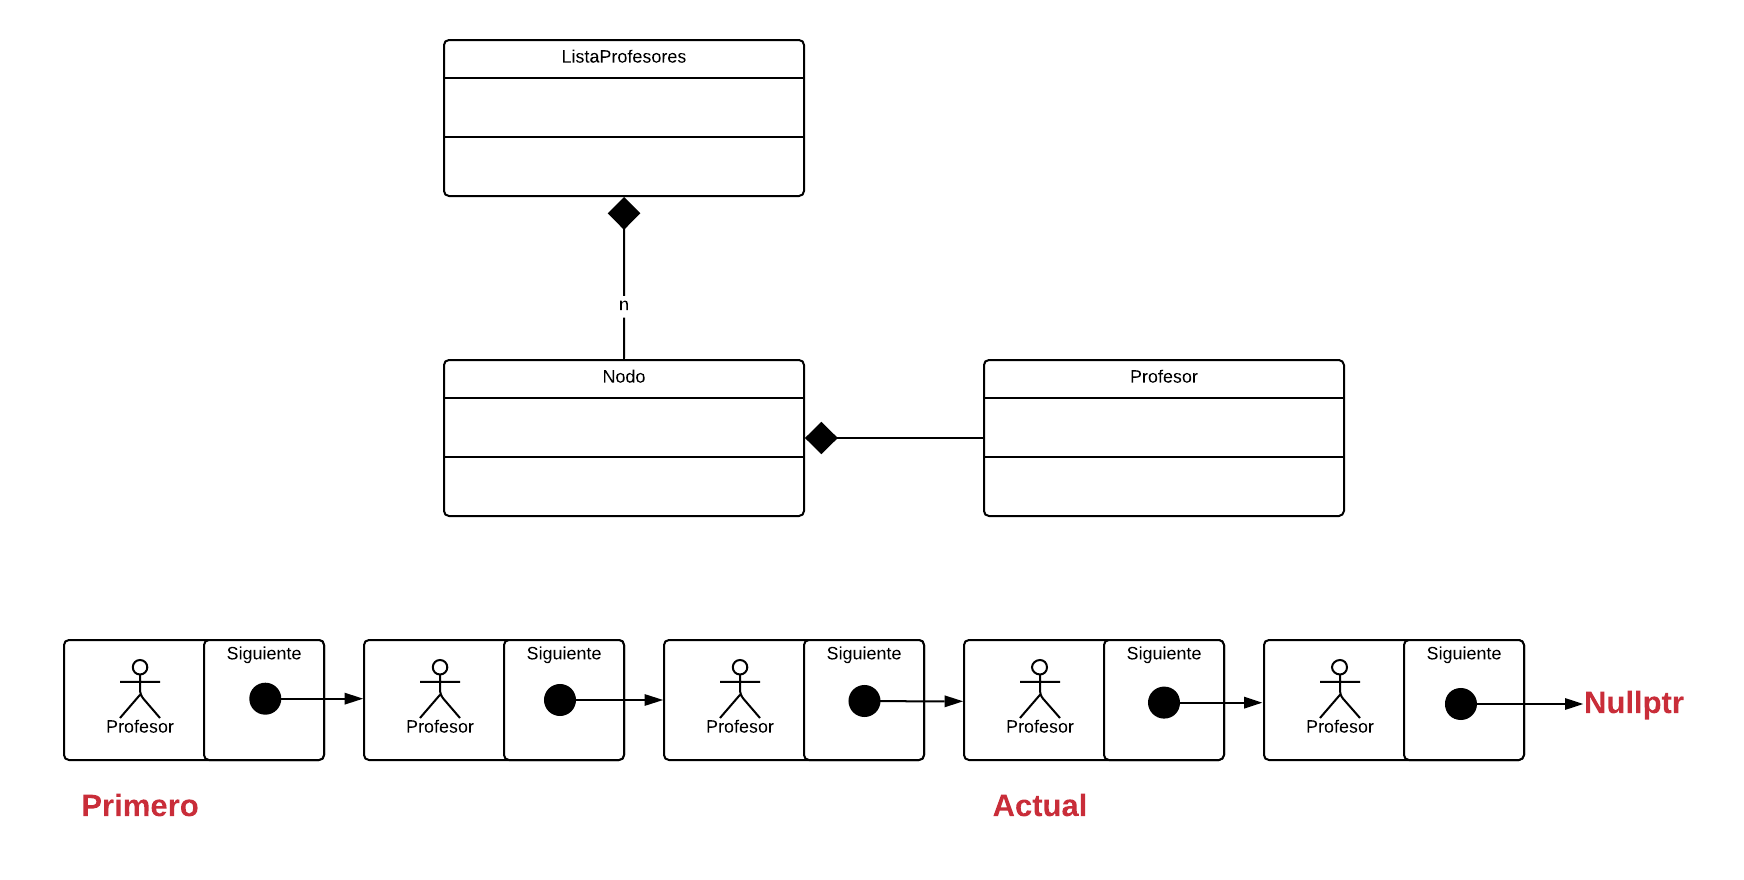 ListaProfesores
n
Nodo
Profesor
Siguiente
Siguiente
Siguiente
Siguiente
Siguiente
Profesor
Profesor
Profesor
Profesor
Profesor
Nullptr
Primero
Actual